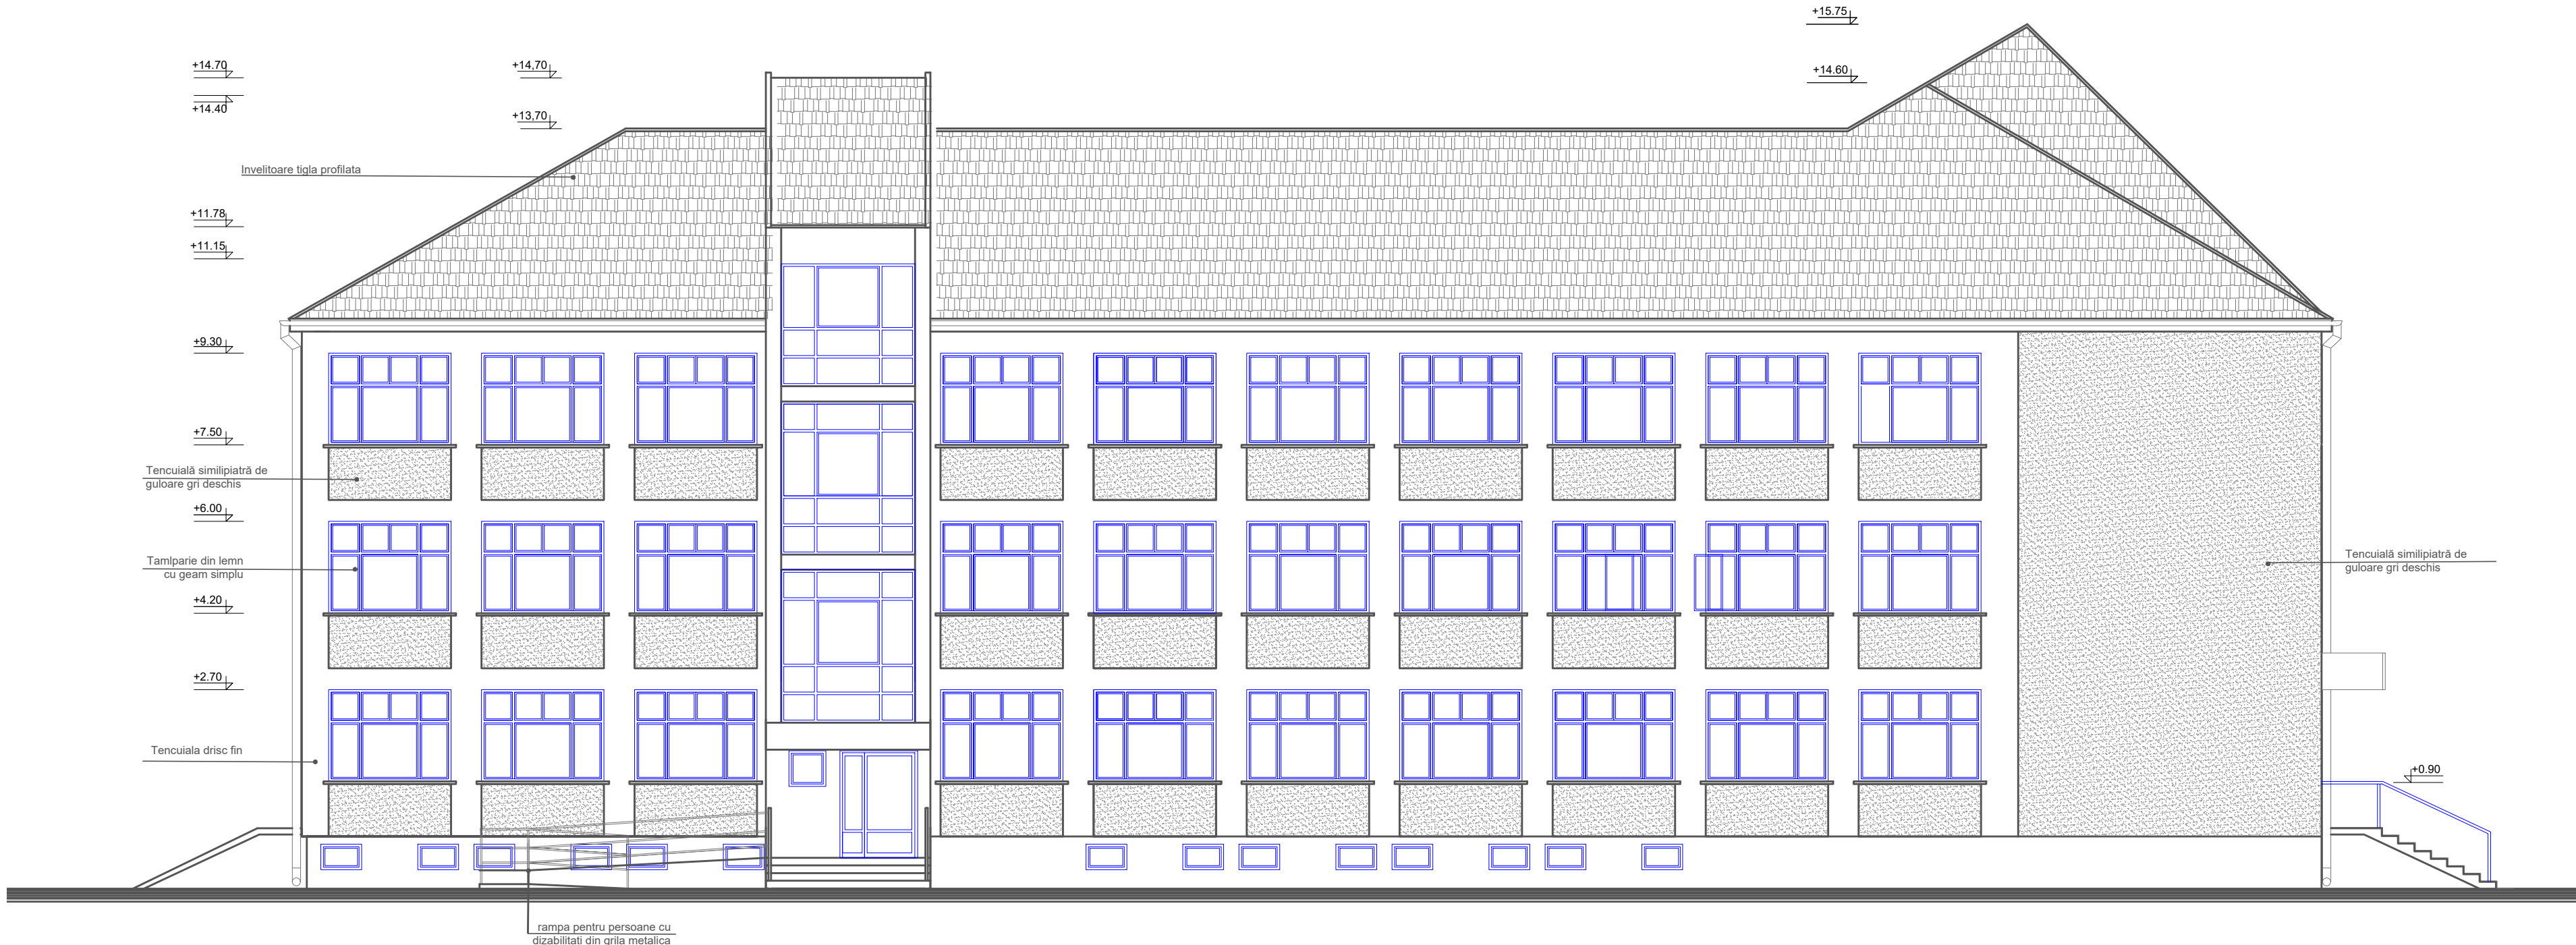 +15.75
+14.70
+14,70
+14.60
+14.40
+13,70
Invelitoare tigla profilata
+11.78
+11.15
+9.30
+7.50
Tencuială similipiatră de
guloare gri deschis
+6.00
Tamlparie din lemn
cu geam simplu
Tencuială similipiatră de
guloare gri deschis
+4.20
+2.70
Tencuiala drisc fin
+0.90
rampa pentru persoane cu
dizabilitati din grila metalica